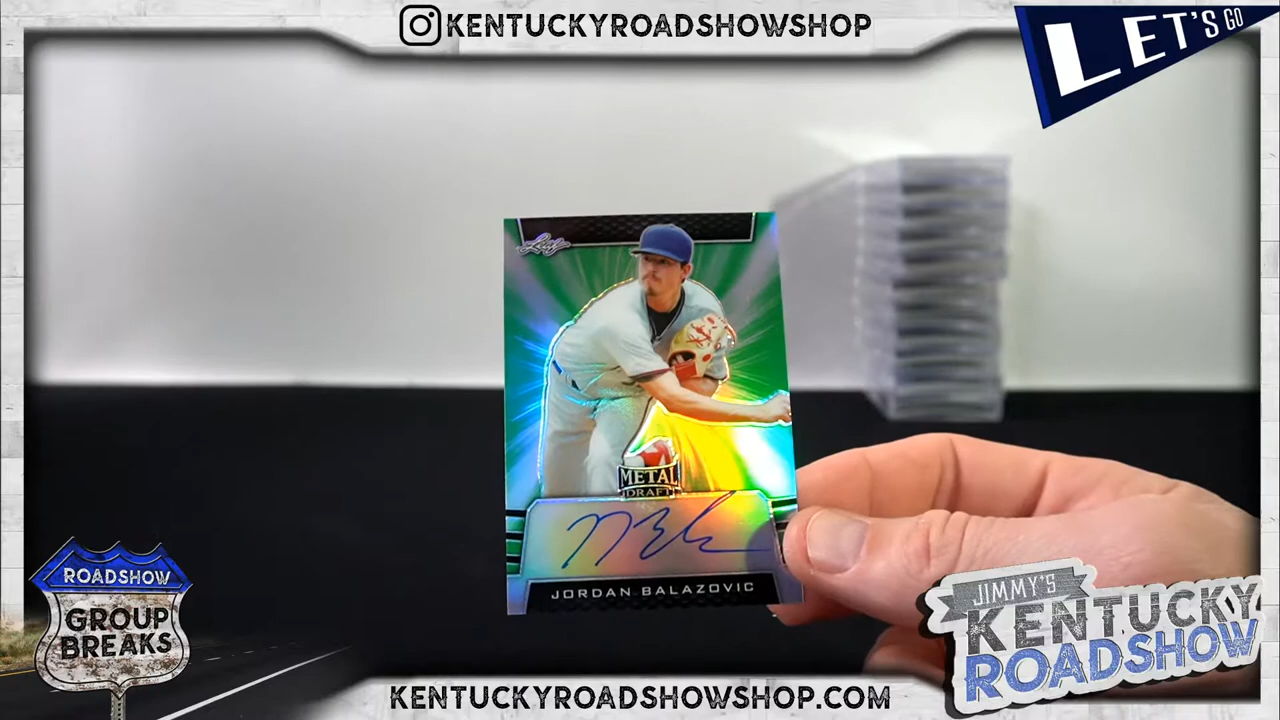 KENTUCKYROADSHOWSHOP
LET'S GO
Leaf
METAL
DRAFT
JORDAN BALAZOVIC
ROADSHOW
GROUP
BREAKS
JIMMY'S
KENTUCKY
ROADSHOW
KENTUCKYROADSHOWSHOP.COM